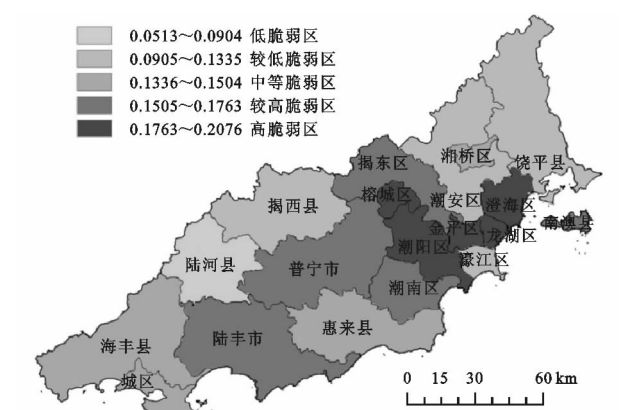 0.0513～0.0904 低脆弱区
0.0905～0.1335 较低脆弱区
0.1336～0.1504 中等脆弱区
0.1505～0.1763 较高脆弱区
0.1763～0.2076 高脆弱区
湘桥区
饶平县
揭东区
榕城区
潮安区
澄海区
揭西县
金平区
南澳县
龙湖区
潮阳区
濠江区
陆河县
普宁市
潮南区
惠来县
陆丰市
海丰县
城区
0 15 30 60 km